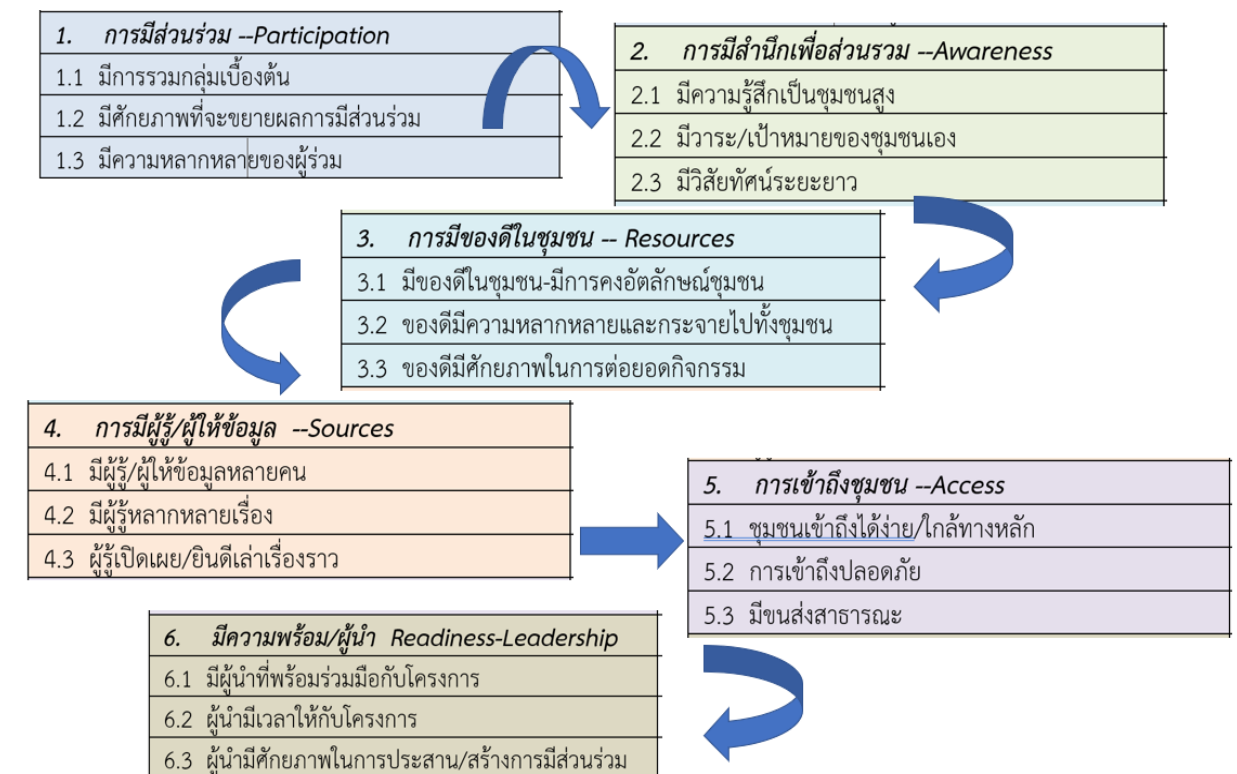 1. การมีส่วนร่วม --Participation
1.1 มีการรวมกลุ่มเบื้องต้น
1.2 มีศักยภาพที่จะขยายผลการมีส่วนร่วม
1.3 มีความหลากหลายของผู้ร่วม
2. การมีสำนึกเพื่อส่วนรวม --Awareness
2.1 มีความรู้สึกเป็นชุมชนสูง
2.2 มีวาระ/เป้าหมายของชุมชนเอง
2.3 มีวิสัยทัศน์ระยะยาว
3. การมีของดีในชุมชน -- Resources
3.1 มีของดีในชุมชน-มีการคงอัตลักษณ์ชุมชน
3.2 ของดีมีความหลากหลายและกระจายไปทั้งชุมชน
3.3 ของดีมีศักยภาพในการต่อยอดกิจกรรม
4. การมีผู้รู้/ผู้ให้ข้อมูล --Sources
4.1 มีผู้รู้/ผู้ให้ข้อมูลหลายคน
4.2 มีผู้รู้หลากหลายเรื่อง
4.3 ผู้รู้เปิดเผย/ยินดีเล่าเรื่องราว
5. การเข้าถึงชุมชน --Access
5.1 ชุมชนเข้าถึงได้ง่าย/ใกล้ทางหลัก
5.2 การเข้าถึงปลอดภัย
5.3 มีขนส่งสาธารณะ
6. มีความพร้อม/ผู้นำ Readiness-Leadership
6.1 มีผู้นำที่พร้อมร่วมมือกับโครงการ
6.2 ผู้นำมีเวลาให้กับโครงการ
6.3 ผู้นำมีศักยภาพในการประสาน/สร้างการมีส่วนร่วม